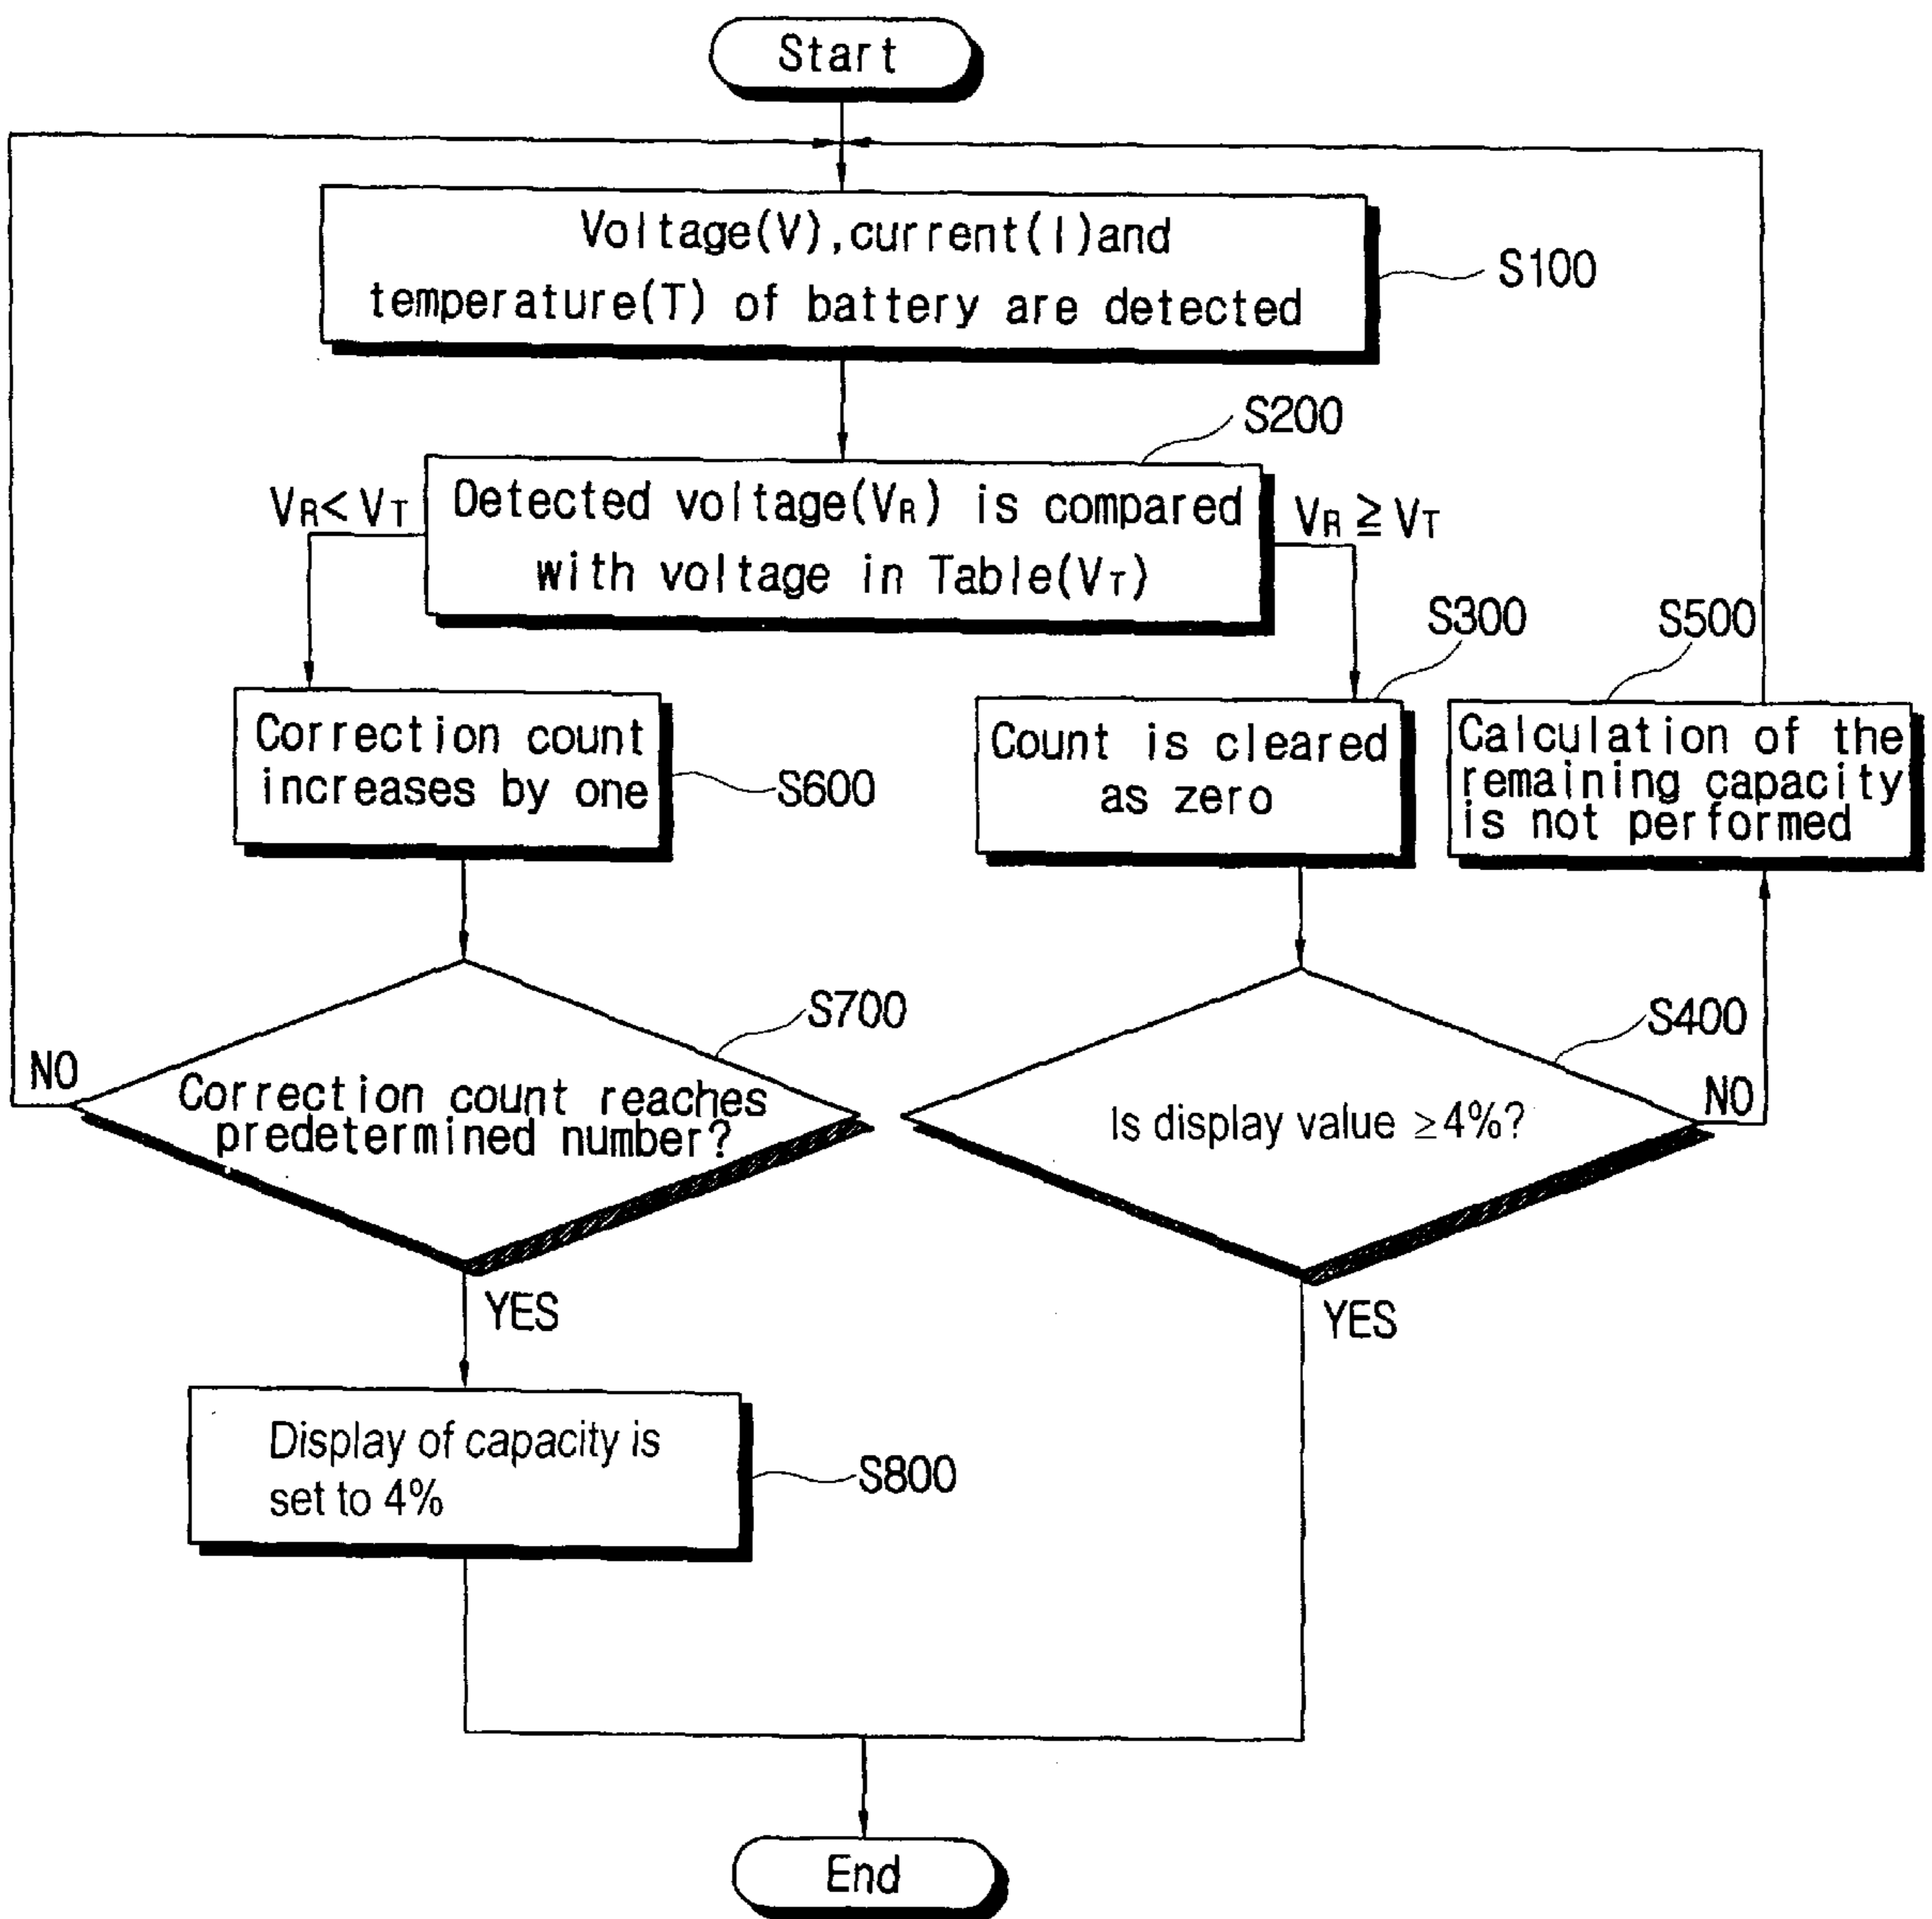 Start
Voltage(V),current(I)and
temperature(T) of battery are detected
S100
S200
VR< VT
Detected voltage(VR) is compared
with voltage in Table(VT)
VR ≧ VT
S300
S500
Correction count
increases by one
S600
Count is cleared
as zero
Calculation of the
remaining capacity
is not performed
S700
S400
NO
Correction count reaches
predetermined number?
Is display value ≥4%?
NO
YES
YES
Display of capacity is
set to 4%
S800
End